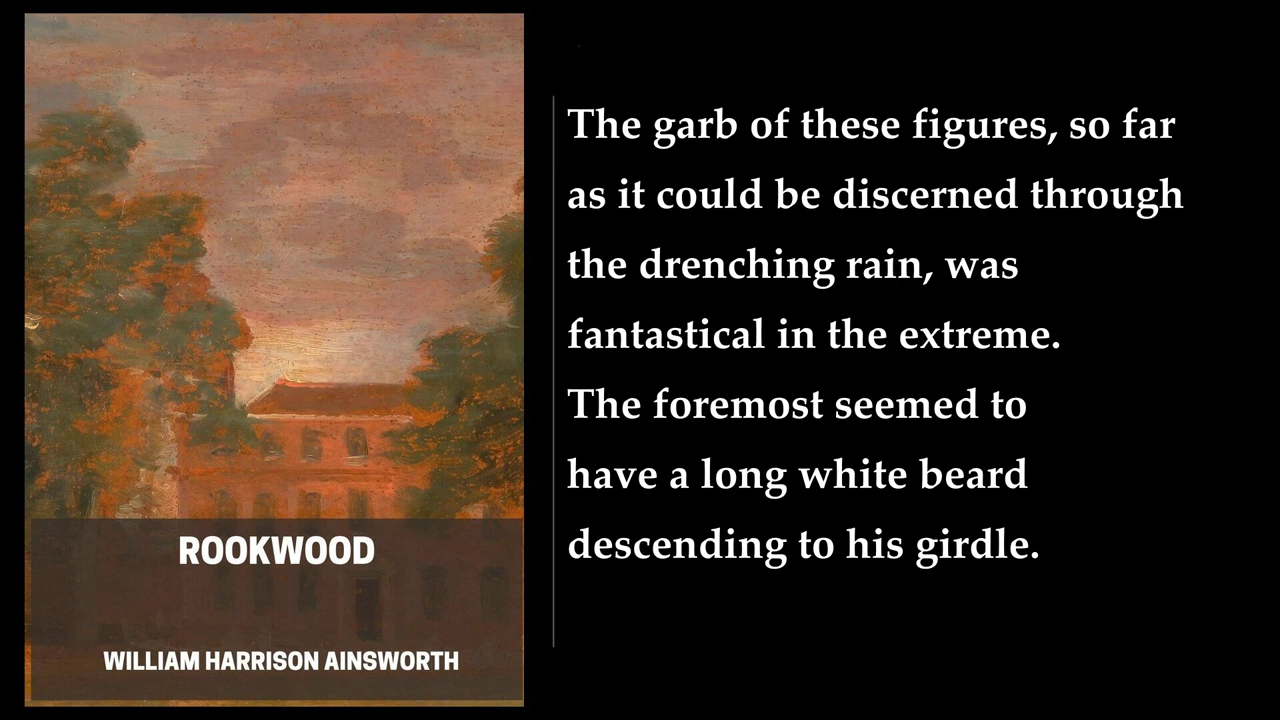 ROOKWOOD
WILLIAM HARRISON AINSWORTH
The garb of these figures, so far
as it could be discerned through
the drenching rain, was
fantastical in the extreme.
The foremost seemed to
have a long white beard
descending to his girdle.